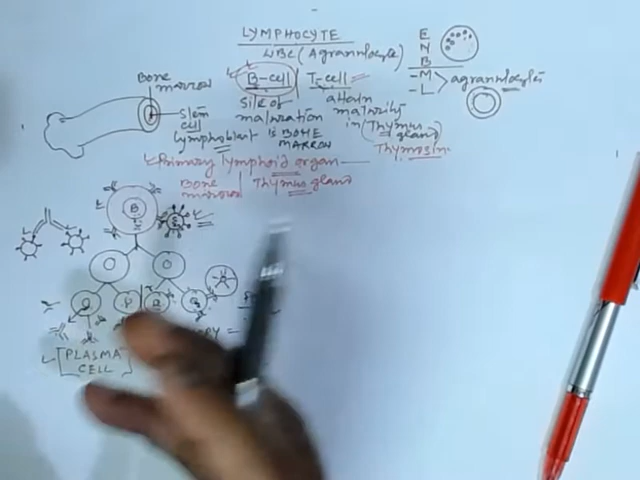 LYMPHOCYTE
WBC (Agranulocyte)
B-cell | T-cell
Site of maturation is BONE MARROW
attain maturity in (Thymus gland)
Thymosin
E
N
B
-M
-L
agranulocytes
Bone marrow
stem cell
lymphoblast
Primary lymphoid organ
Bone marrow | Thymus gland
B
PLASMA CELL